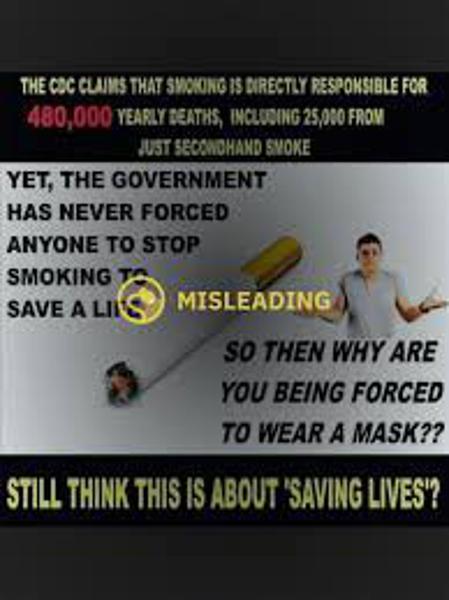 THE CDC CLAIMS THAT SMOKING IS DIRECTLY RESPONSIBLE FOR
480,000 YEARLY DEATHS, INCLUDING 25,000 FROM
JUST SECONDHAND SMOKE
YET, THE GOVERNMENT
HAS NEVER FORCED
ANYONE TO STOP
SMOKING TO
SAVE A LIFE
MISLEADING
SO THEN WHY ARE
YOU BEING FORCED
TO WEAR A MASK??
STILL THINK THIS IS ABOUT 'SAVING LIVES'?